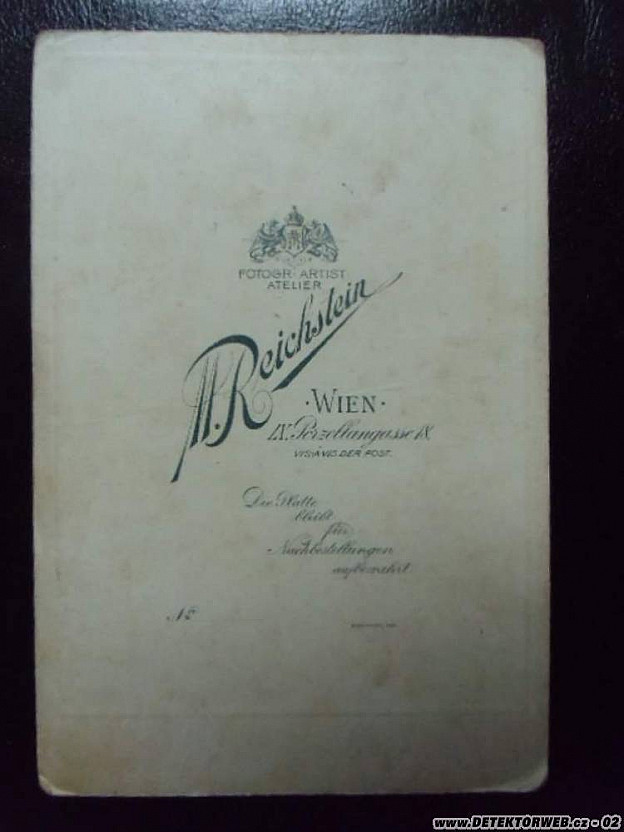 FOTOGR. ARTIST
ATELIER
M. Reichstein
· WIEN ·
IX. Porzellangasse 18
VIS À VIS DER POST.
Die Platte
bleibt
für
Nachbestellungen
aufbewahrt
No
www.DETEKTORWEB.cz - 02